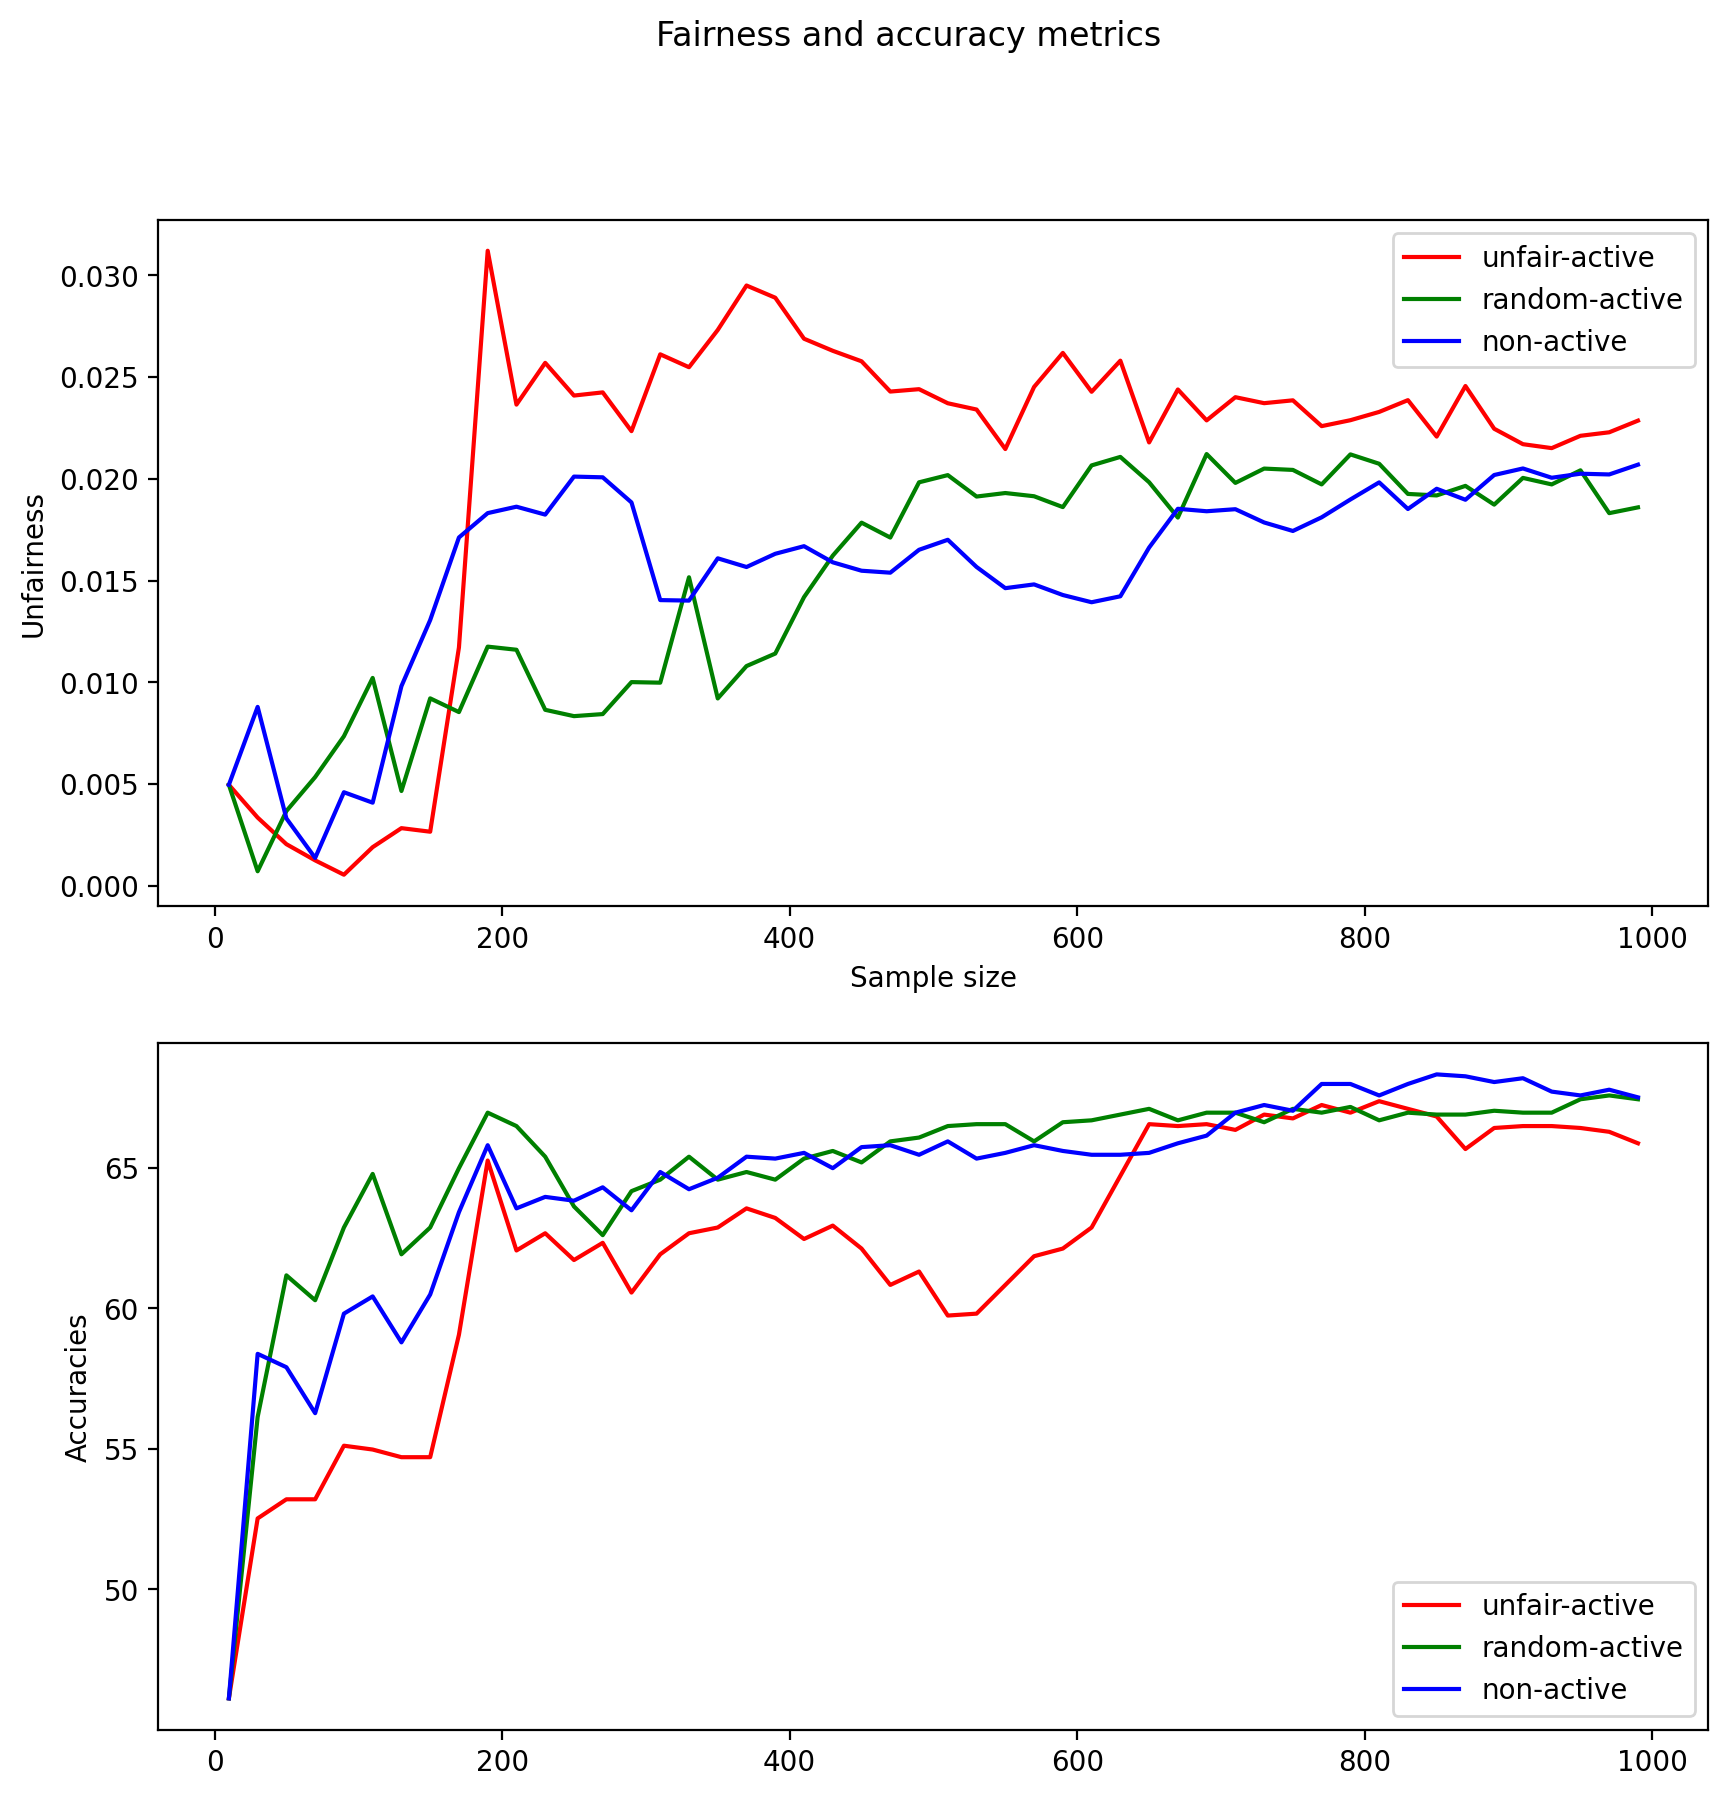 Fairness and accuracy metrics
unfair-active
random-active
non-active
0.030
0.025
0.020
0.015
0.010
0.005
0.000
Unfairness
0 200 400 600 800 1000
Sample size
65
60
55
50
Accuracies
unfair-active
random-active
non-active
0 200 400 600 800 1000